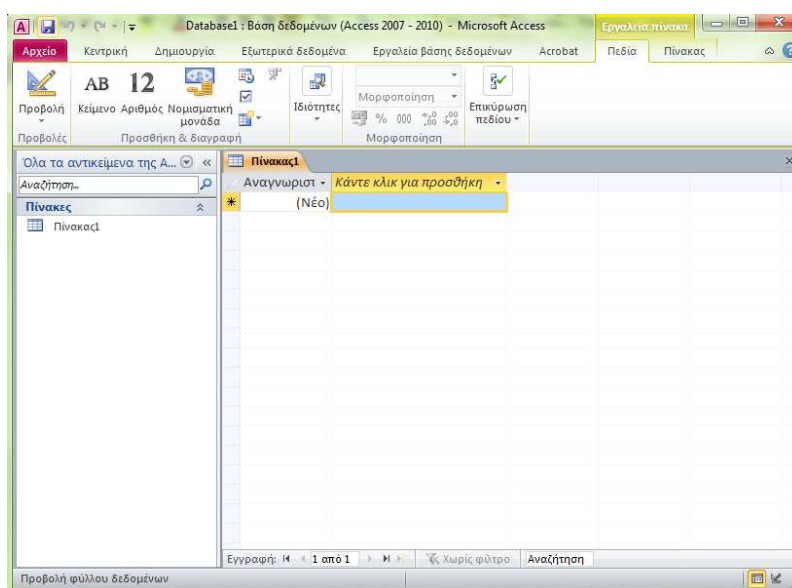 Database1 : Βάση δεδομένων (Access 2007 - 2010) - Microsoft Access
Εργαλεία πίνακα
Αρχείο Κεντρική Δημιουργία Εξωτερικά δεδομένα Εργαλεία βάσης δεδομένων Acrobat Πεδία Πίνακας
Προβολή
AB Κείμενο
12 Αριθμός
Νομισματική μονάδα
Ιδιότητες
Μορφοποίηση
% 000
Επικύρωση πεδίου
Προβολές Προσθήκη & διαγραφή Μορφοποίηση
Όλα τα αντικείμενα της A...
Πίνακας1
Αναζήτηση...
Αναγνωριστ Κάντε κλικ για προσθήκη
Πίνακες
(Νέο)
Πίνακας1
Εγγραφή: 1 από 1 Χωρίς φίλτρο Αναζήτηση
Προβολή φύλλου δεδομένων